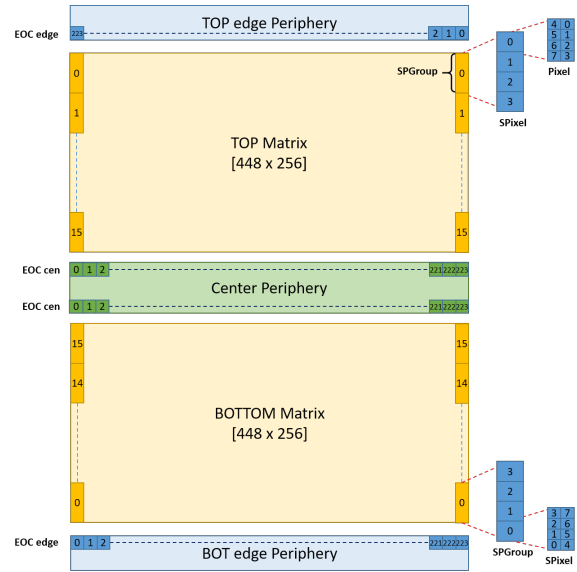 TOP edge Periphery
EOC edge
223
2 1 0
4 0
5 1
6 2
7 3
Pixel
0
1
2
3
SPixel
SPGroup
0
0
1
1
TOP Matrix
[448 x 256]
15
15
EOC cen
0 1 2
221 222 223
Center Periphery
EOC cen
0 1 2
221 222 223
15
15
14
14
BOTTOM Matrix
[448 x 256]
0
0
3
2
1
0
SPGroup
3 7
2 6
1 5
0 4
SPixel
EOC edge
0 1 2
221 222 223
BOT edge Periphery